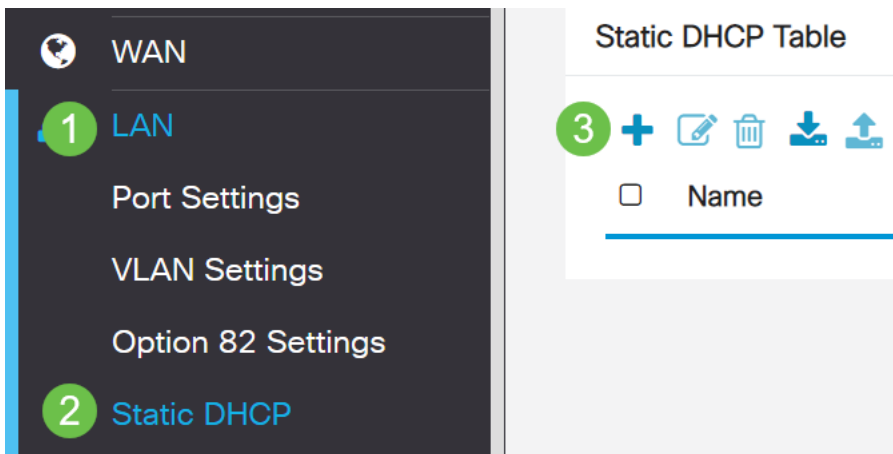 WAN
1 LAN
Port Settings
VLAN Settings
Option 82 Settings
2 Static DHCP
Static DHCP Table
3
Name